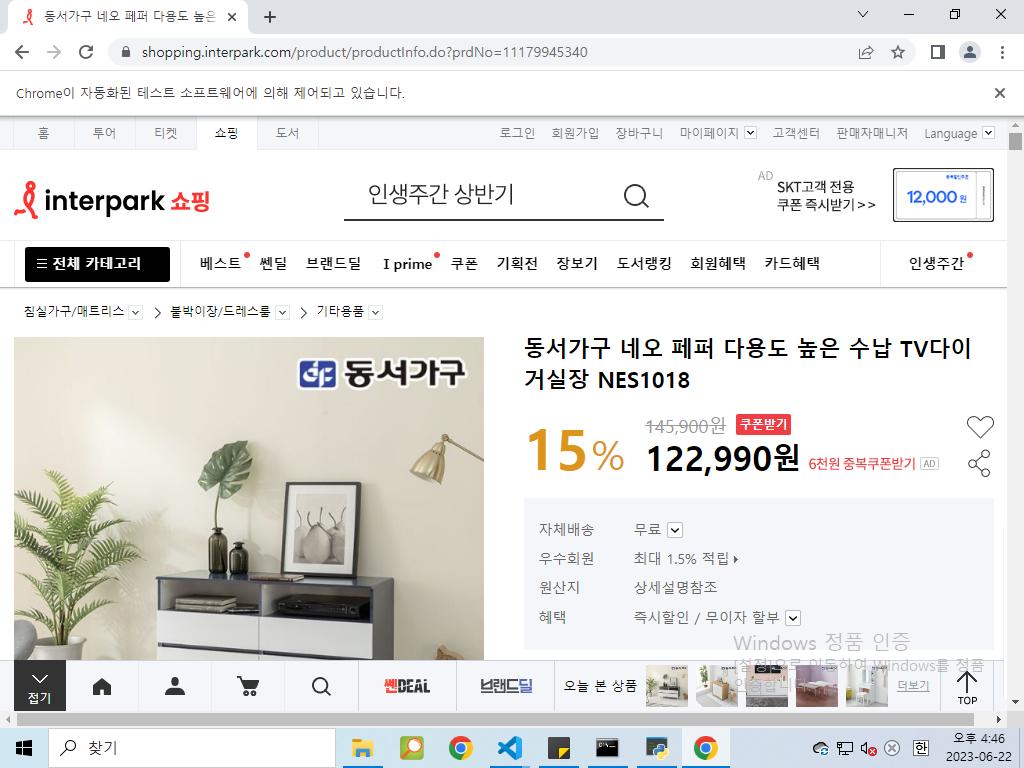 동서가구 네오 페퍼 다용도 높은
shopping.interpark.com/product/productInfo.do?prdNo=11179945340
Chrome이 자동화된 테스트 소프트웨어에 의해 제어되고 있습니다.
홈 투어 티켓 쇼핑 도서 로그인 회원가입 장바구니 마이페이지 고객센터 판매자매니저 Language
interpark 쇼핑
인생주간 상반기
AD SKT고객 전용
쿠폰 즉시받기 >>
12,000원
전체 카테고리 베스트 쎈딜 브랜드딜 I prime 쿠폰 기획전 장보기 도서랭킹 회원혜택 카드혜택 인생주간
침실가구/매트리스 > 붙박이장/드레스룸 > 기타용품
동서가구
동서가구 네오 페퍼 다용도 높은 수납 TV다이
거실장 NES1018
15% 145,900원 쿠폰받기
122,990원 6천원 중복쿠폰받기 AD
자체배송 무료
우수회원 최대 1.5% 적립
원산지 상세설명참조
혜택 즉시할인 / 무이자 할부
Windows 정품 인증
[설정]으로 이동하여 Windows를 정품
인증합니
접기 쎈DEAL 브랜드딜 오늘 본 상품 더보기 TOP
찾기
한
오후 4:46
2023-06-22